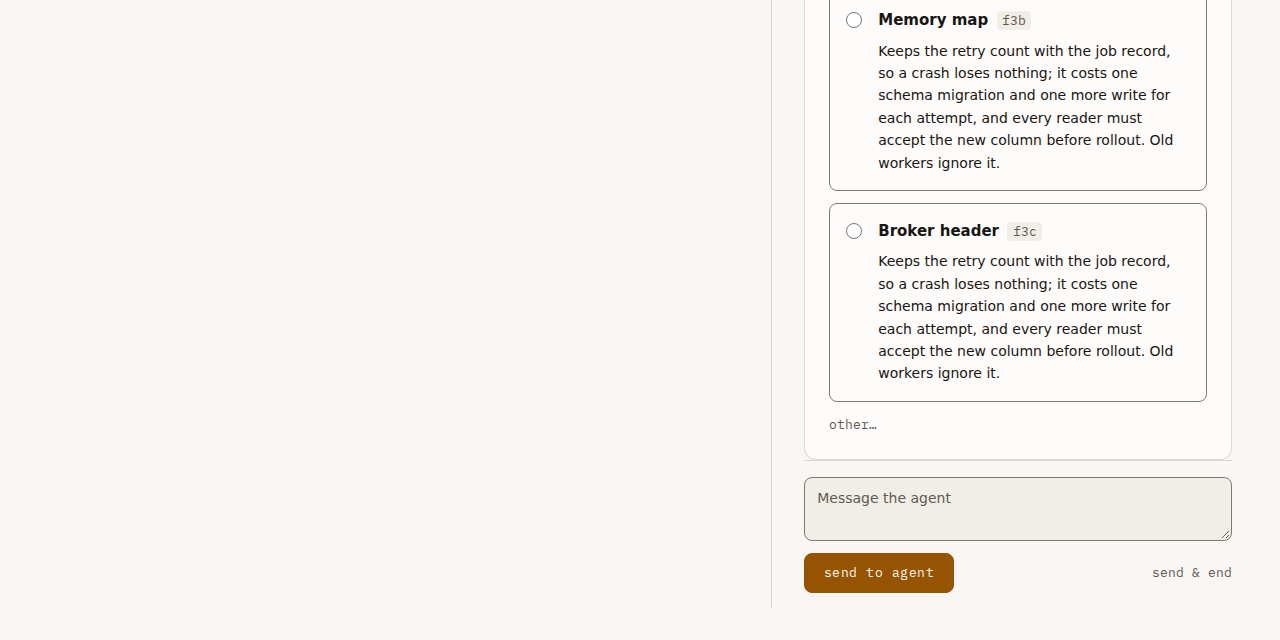 Memory map f3b
Keeps the retry count with the job record,
so a crash loses nothing; it costs one
schema migration and one more write for
each attempt, and every reader must
accept the new column before rollout. Old
workers ignore it.
Broker header f3c
Keeps the retry count with the job record,
so a crash loses nothing; it costs one
schema migration and one more write for
each attempt, and every reader must
accept the new column before rollout. Old
workers ignore it.
other…
Message the agent
send to agent
send & end